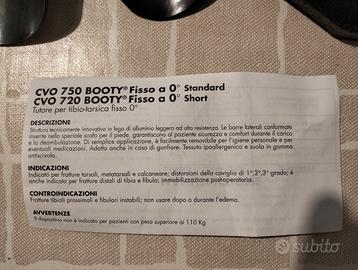 CVO 750 BOOTY® Fisso a 0° Standard
CVO 720 BOOTY® Fisso a 0° Short
Tutore per tibio-tarsica fisso 0°
DESCRIZIONE
Struttura tecnicamente innovativa in lega di alluminio leggera ad alta resistenza. Le barre laterali conformate
inserite nello speciale scafo per il piede, garantiscono al paziente sicurezza e comfort durante il carico
e la deambulazione. Di semplice applicazione, è facilmente removibile per l'igiene personale e per
eventuali medicazioni. Adatto anche in caso di gonfiore. Tessuto ipoallergenico e suola in gomma
antiscivolo.
INDICAZIONI
Indicato per fratture tarsali, metatarsali e calcaneare; distorsioni della caviglia di 1°,2°,3° grado; è
anche indicato per fratture distali di tibia e fibula; immobilizzazione post-operatoria.
CONTROINDICAZIONI
Fratture tibiali prossimali e fibulari instabili; non usare dopo o durante l'edema.
AVVERTENZE
Il dispositivo non è indicato per pazienti con peso superiore ai 110 Kg
subito